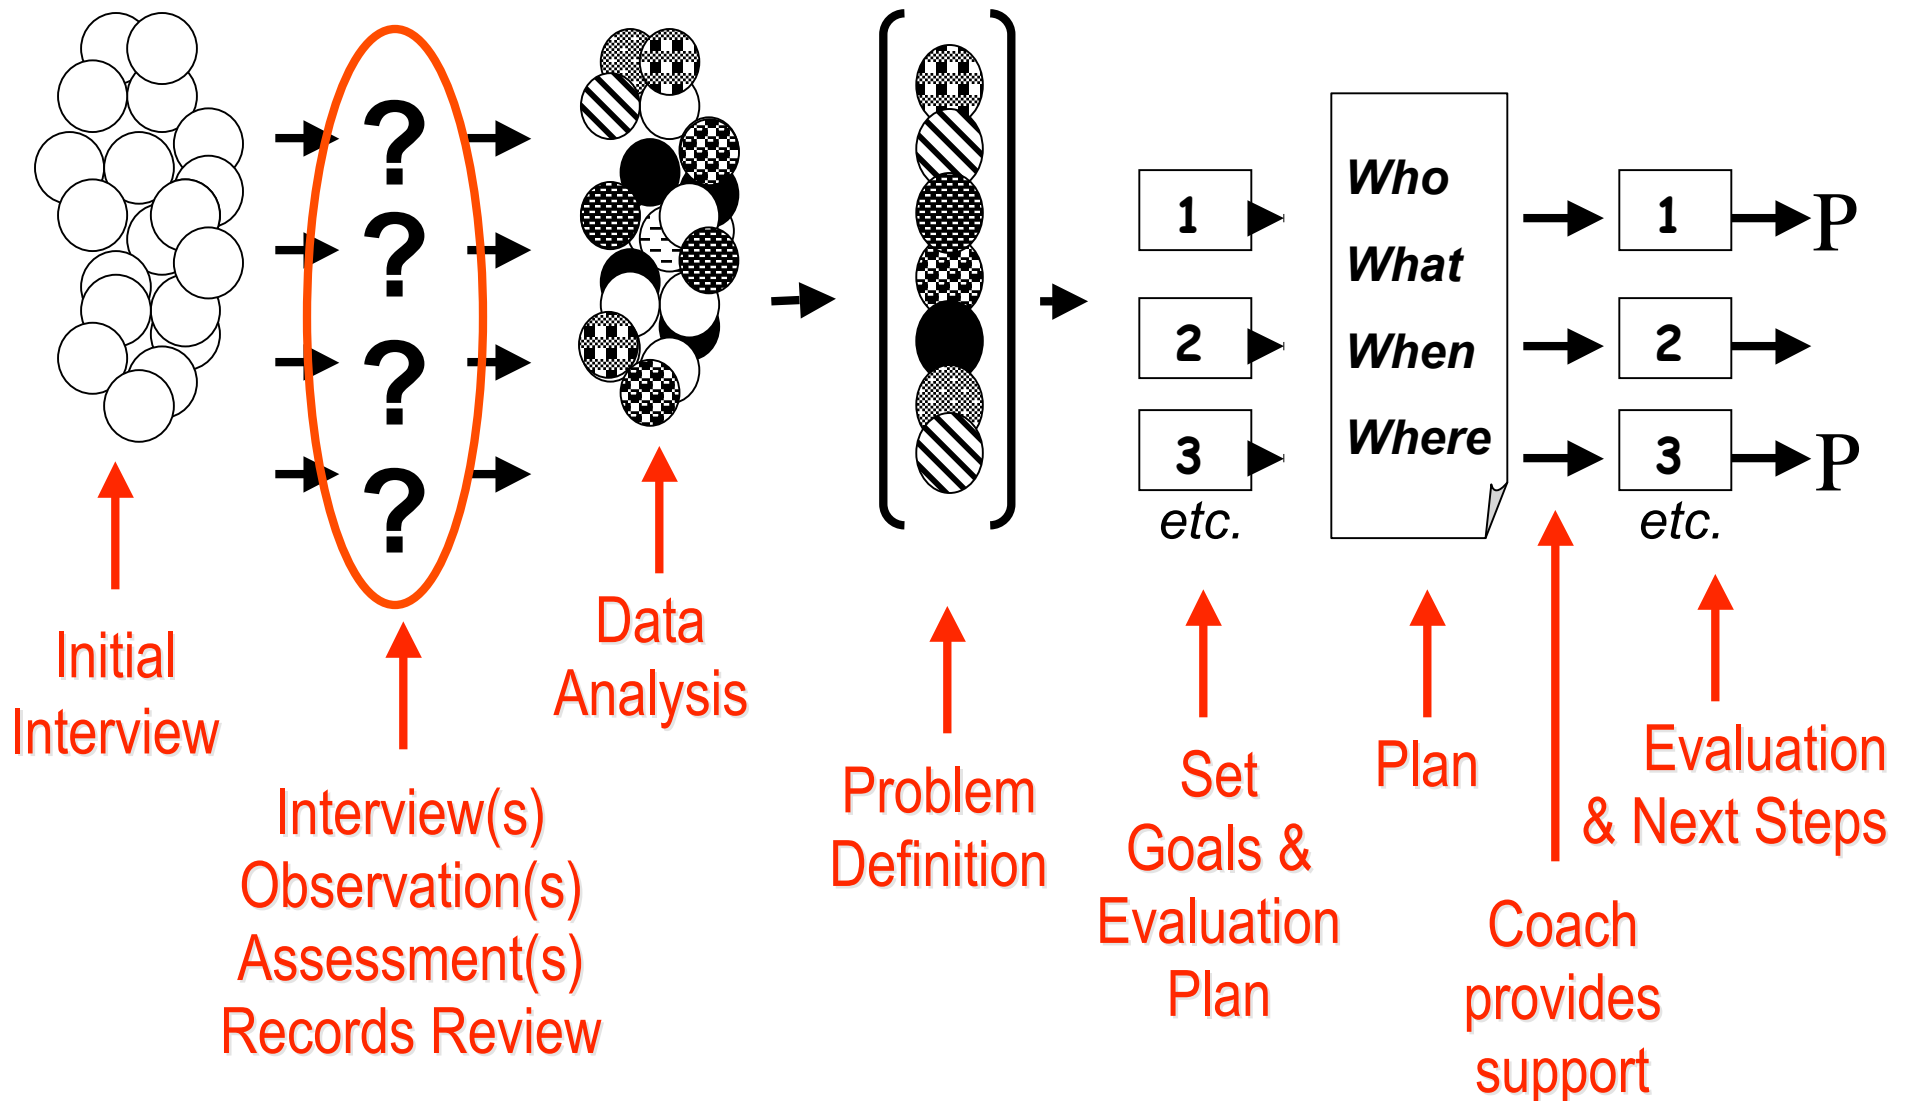 ?
?
?
?
1
2
3
etc.
Who
What
When
Where
1
2
3
etc.
P
P
Initial
Interview
Interview(s)
Observation(s)
Assessment(s)
Records Review
Data
Analysis
Problem
Definition
Set
Goals &
Evaluation
Plan
Plan
Coach
provides
support
Evaluation
& Next Steps